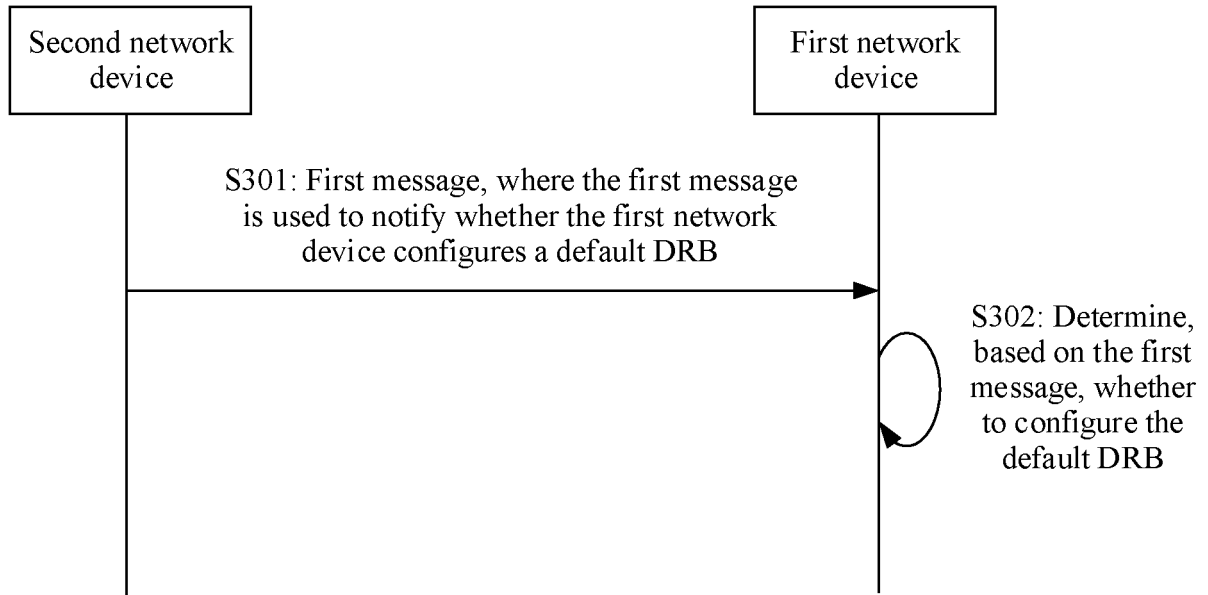 Second network
device
First network
device
S301: First message, where the first message
is used to notify whether the first network
device configures a default DRB
S302: Determine,
based on the first
message, whether
to configure the
default DRB